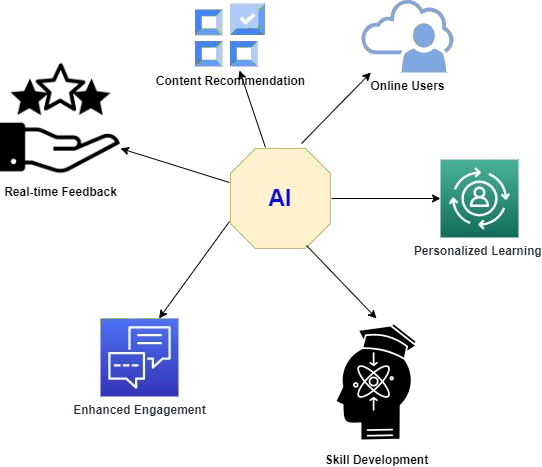 Content Recommendation
Online Users
Real-time Feedback
AI
Personalized Learning
Enhanced Engagement
Skill Development